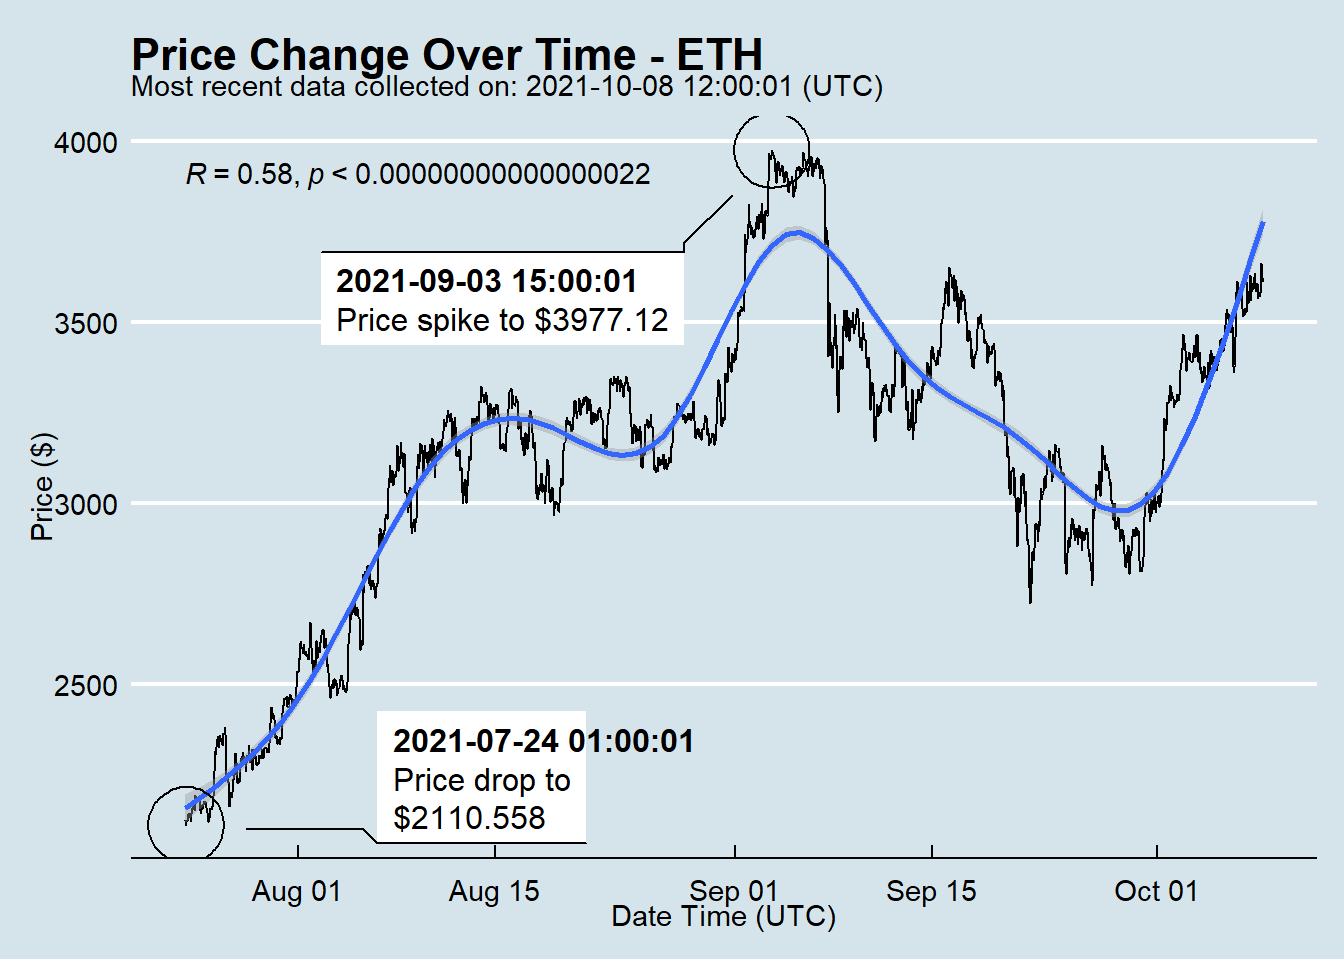 Price Change Over Time - ETH
Most recent data collected on: 2021-10-08 12:00:01 (UTC)
4000
R = 0.58, p < 0.00000000000000022
2021-09-03 15:00:01
Price spike to $3977.12
3500
Price ($)
3000
2500
2021-07-24 01:00:01
Price drop to
$2110.558
Aug 01
Aug 15
Sep 01
Sep 15
Oct 01
Date Time (UTC)